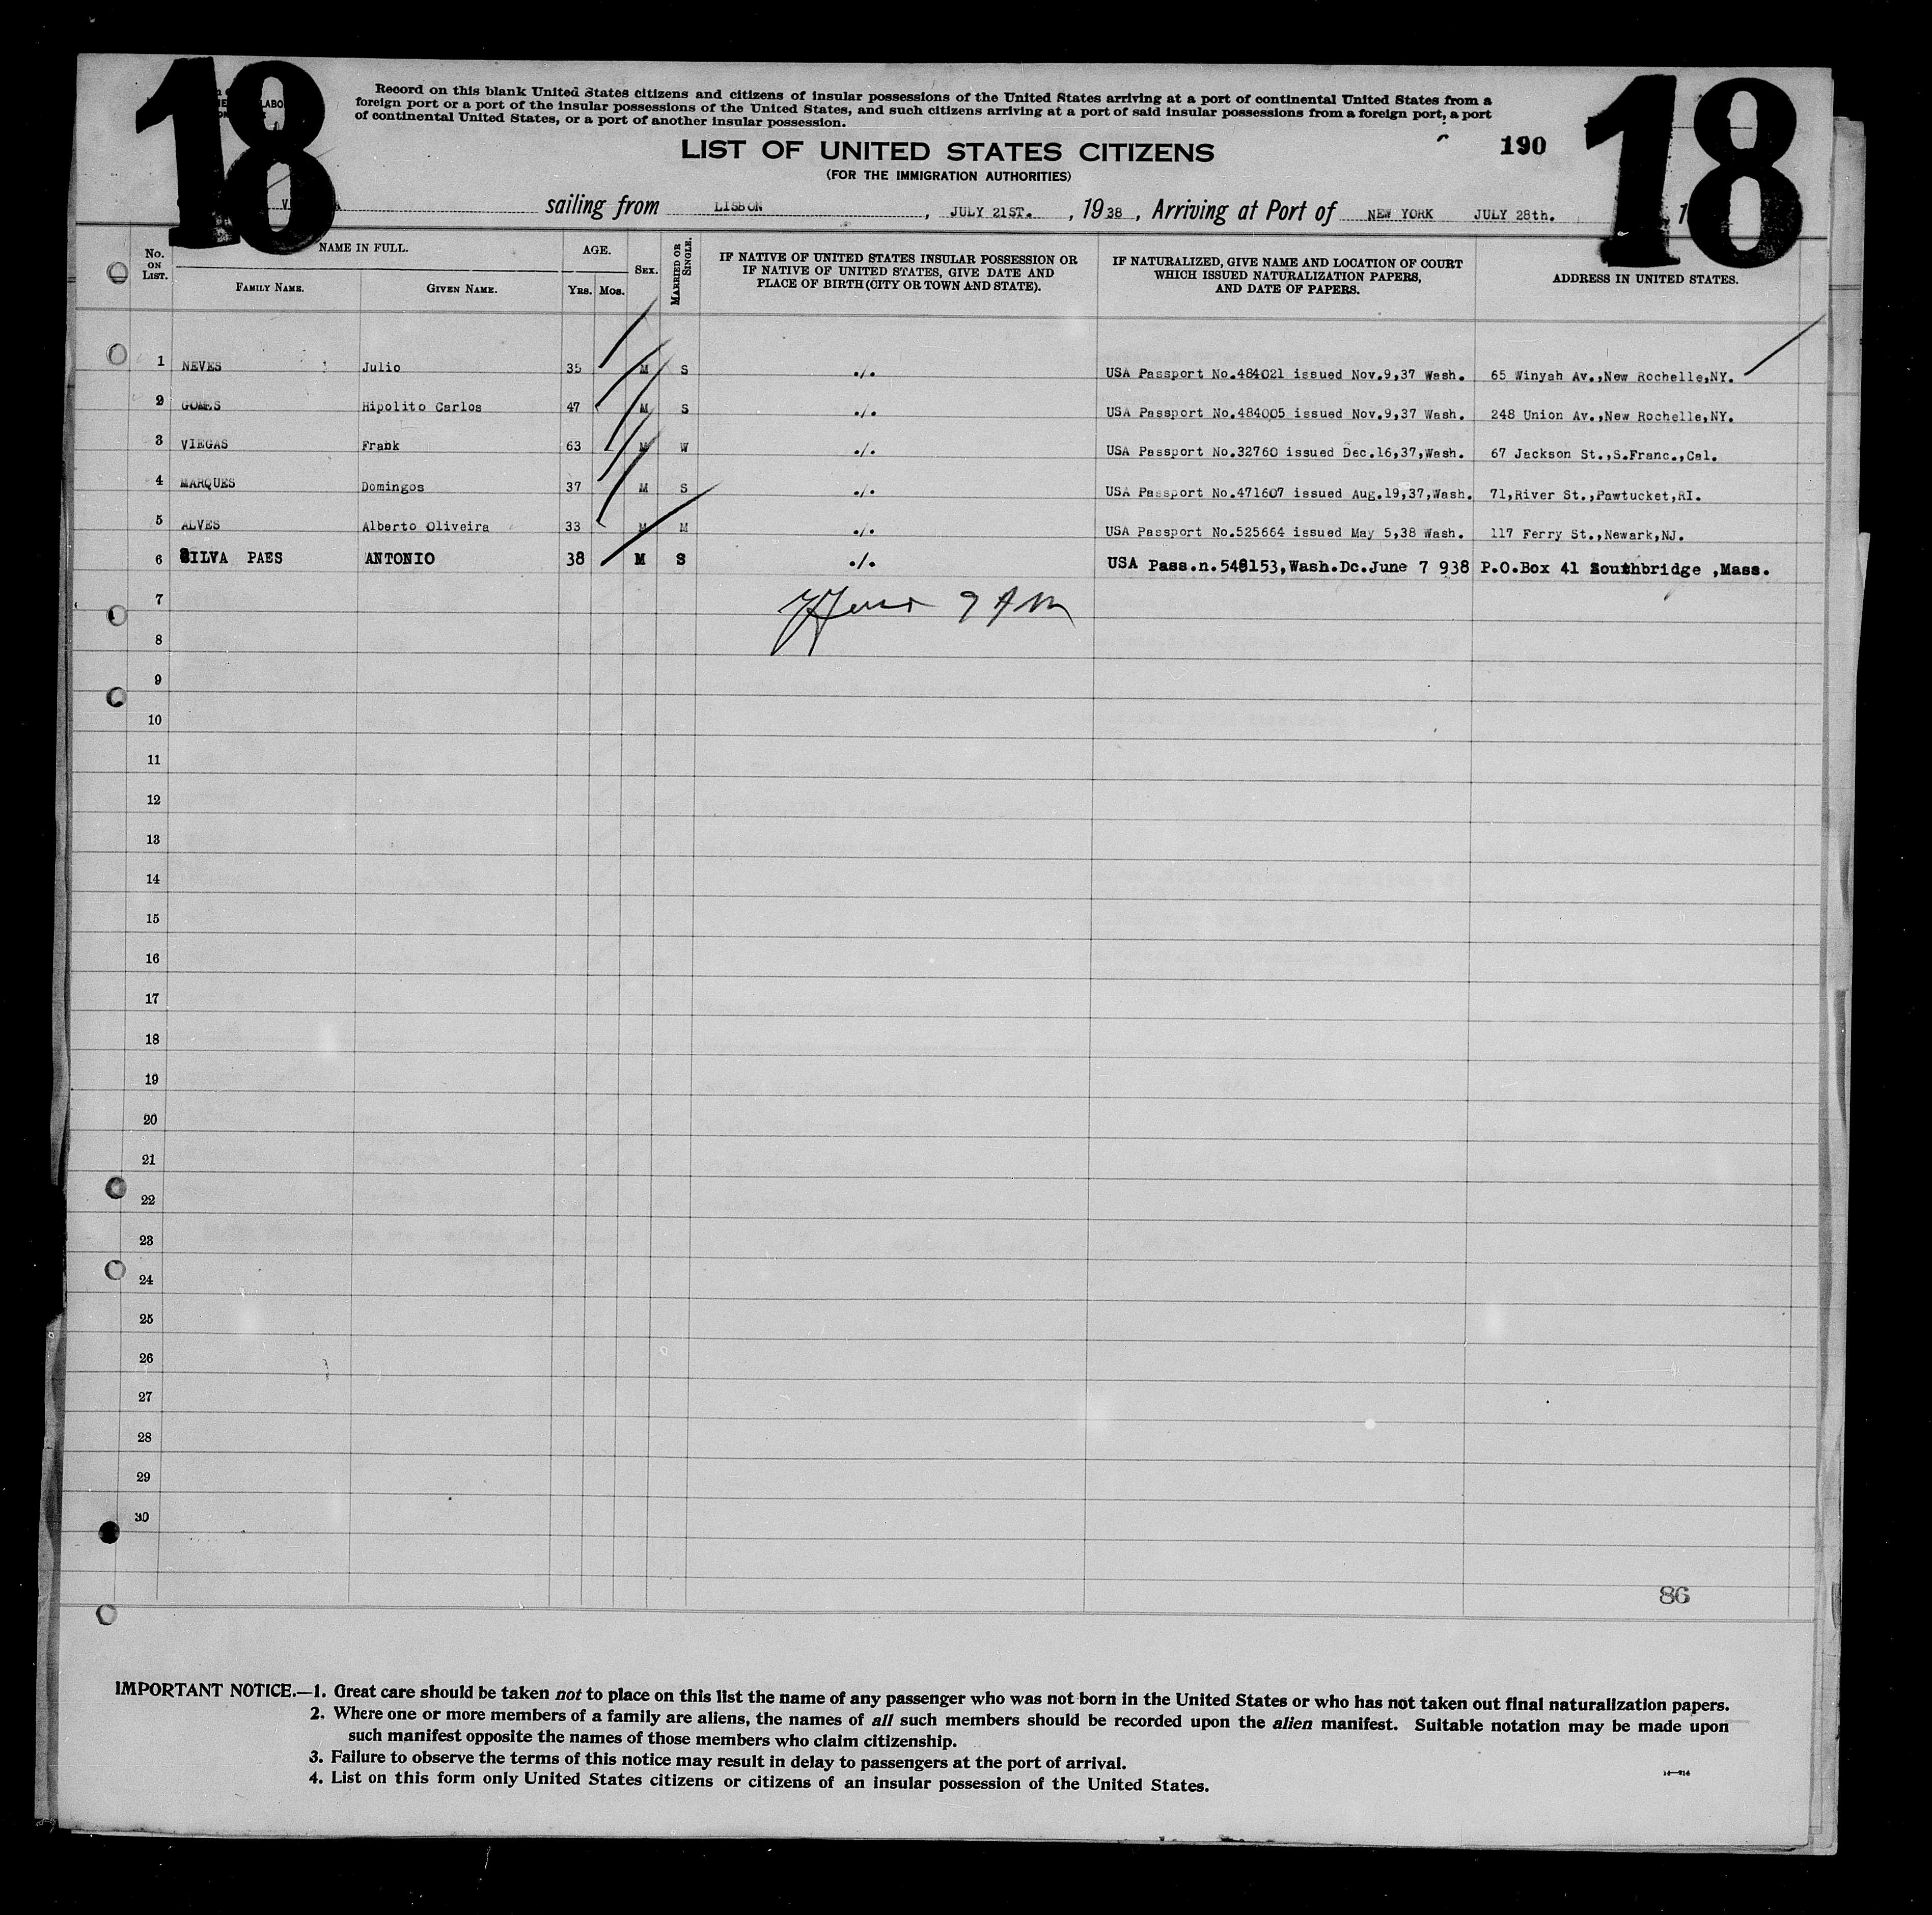 18
18
Record on this blank United States citizens and citizens of insular possessions of the United States arriving at a port of continental United States from a
foreign port or a port of the insular possessions of the United States, and such citizens arriving at a port of said insular possessions from a foreign port, a port
of continental United States, or a port of another insular possession.
LIST OF UNITED STATES CITIZENS
190
(FOR THE IMMIGRATION AUTHORITIES)
sailing from LISBON, JULY 21ST., 1938, Arriving at Port of NEW YORK JULY 28th.
No. ON LIST. NAME IN FULL. AGE. SEX. MARRIED OR SINGLE. IF NATIVE OF UNITED STATES INSULAR POSSESSION OR IF NATIVE OF UNITED STATES, GIVE DATE AND PLACE OF BIRTH (CITY OR TOWN AND STATE). IF NATURALIZED, GIVE NAME AND LOCATION OF COURT WHICH ISSUED NATURALIZATION PAPERS, AND DATE OF PAPERS. ADDRESS IN UNITED STATES.
FAMILY NAME. GIVEN NAME. YRS. MOS.
1 NEVES Julio 35 M S ./. USA Passport No.484021 issued Nov.9,37 Wash. 65 Winyah Av.,New Rochelle,NY.
2 GOMES Hipolito Carlos 47 M S ./. USA Passport No.484005 issued Nov.9,37 Wash. 248 Union Av.,New Rochelle,NY.
3 VIEGAS Frank 63 M W ./. USA Passport No.32760 issued Dec.16,37,Wash. 67 Jackson St.,S.Franc.,Cal.
4 MARQUES Domingos 37 M S ./. USA Passport No.471607 issued Aug.19,37,Wash. 71,River St.,Pawtucket,RI.
5 ALVES Alberto Oliveira 33 M M ./. USA Passport No.525664 issued May 5,38 Wash. 117 Ferry St.,Newark,NJ.
6 SILVA PAES ANTONIO 38 M S ./. USA Pass.n.548153,Wash.Dc.June 7 938 P.O.Box 41 Southbridge ,Mass.
7 9 AM
8
9
10
11
12
13
14
15
16
17
18
19
20
21
22
23
24
25
26
27
28
29
30
86
IMPORTANT NOTICE.—1. Great care should be taken not to place on this list the name of any passenger who was not born in the United States or who has not taken out final naturalization papers.
2. Where one or more members of a family are aliens, the names of all such members should be recorded upon the alien manifest. Suitable notation may be made upon
such manifest opposite the names of those members who claim citizenship.
3. Failure to observe the terms of this notice may result in delay to passengers at the port of arrival.
4. List on this form only United States citizens or citizens of an insular possession of the United States.